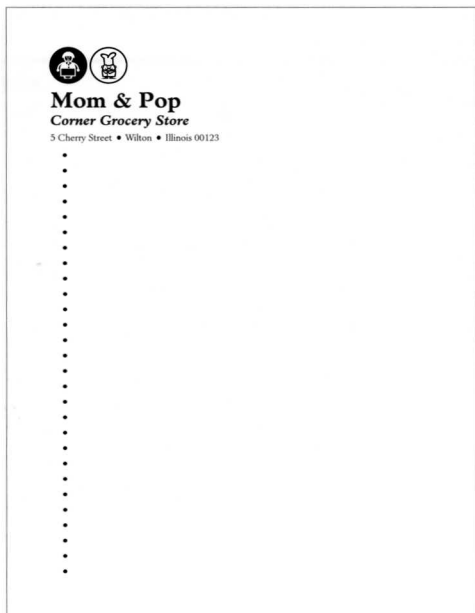 Mom & Pop
Corner Grocery Store
5 Cherry Street • Wilton • Illinois 00123